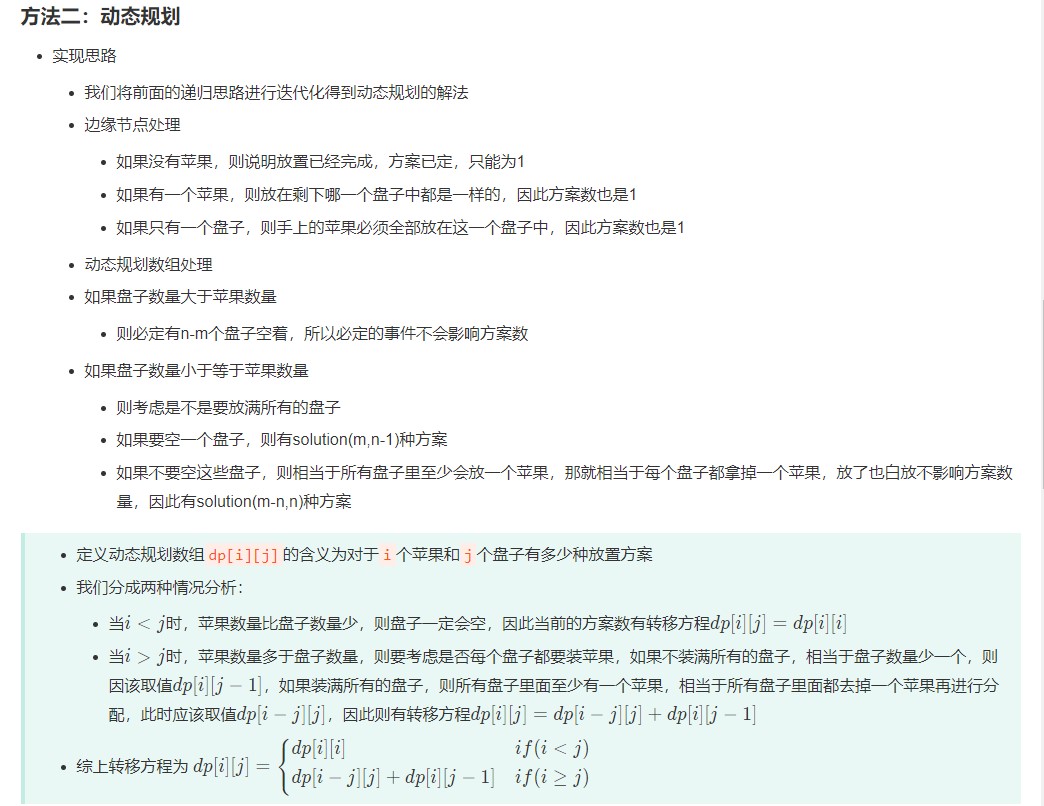 方法二：动态规划
实现思路
我们将前面的递归思路进行迭代化得到动态规划的解法
边缘节点处理
如果没有苹果，则说明放置已经完成，方案已定，只能为1
如果有一个苹果，则放在剩下哪一个盘子中都是一样的，因此方案数也是1
如果只有一个盘子，则手上的苹果必须全部放在这一个盘子中，因此方案数也是1
动态规划数组处理
如果盘子数量大于苹果数量
则必定有n-m个盘子空着，所以必定的事件不会影响方案数
如果盘子数量小于等于苹果数量
则考虑是不是要放满所有的盘子
如果要空一个盘子，则有solution(m,n-1)种方案
如果不要空这些盘子，则相当于所有盘子里至少会放一个苹果，那就相当于每个盘子都拿掉一个苹果，放了也白放不影响方案数
量，因此有solution(m-n,n)种方案
定义动态规划数组dp[i][j]的含义为对于i个苹果和j个盘子有多少种放置方案
我们分成两种情况分析：
当i < j时，苹果数量比盘子数量少，则盘子一定会空，因此当前的方案数有转移方程dp[i][j] = dp[i][i]
当i > j时，苹果数量多于盘子数量，则要考虑是否每个盘子都要装苹果，如果不装满所有的盘子，相当于盘子数量少一个，则
因该取值dp[i][j − 1]，如果装满所有的盘子，则所有盘子里面至少有一个苹果，相当于所有盘子里面都去掉一个苹果再进行分
配，此时应该取值dp[i − j][j]，因此则有转移方程dp[i][j] = dp[i − j][j] + dp[i][j − 1]
综上转移方程为 dp[i][j] = {
dp[i][i] if(i < j)
dp[i − j][j] + dp[i][j − 1] if(i ≥ j)